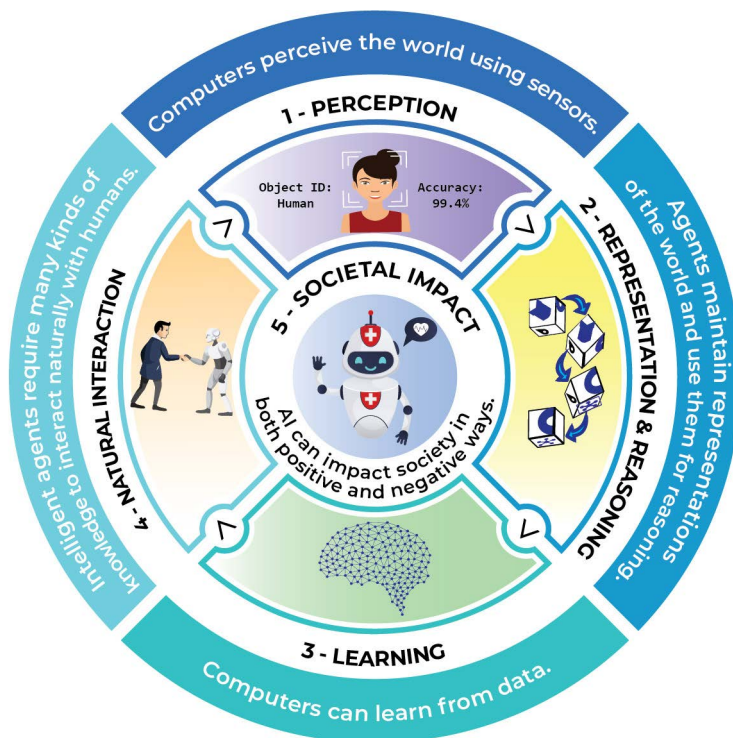 Computers perceive the world using sensors.
1 - PERCEPTION
Object ID:
Human
Accuracy:
99.4%
Agents maintain representations
of the world and use them for reasoning.
2 - REPRESENTATION & REASONING
3 - LEARNING
Computers can learn from data.
Intelligent agents require many kinds of
knowledge to interact naturally with humans.
4 - NATURAL INTERACTION
5 - SOCIETAL IMPACT
AI can impact society in
both positive and negative ways.